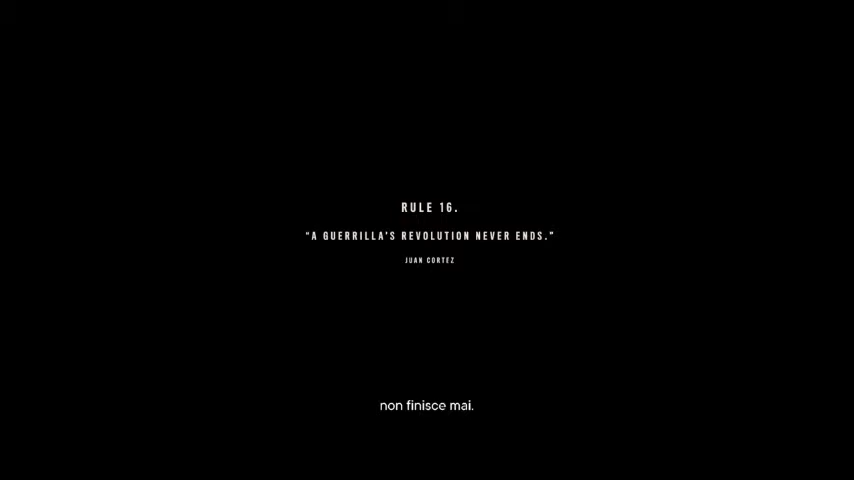 RULE 16.
“A GUERRILLA’S REVOLUTION NEVER ENDS.”
JUAN CORTEZ
non finisce mai.